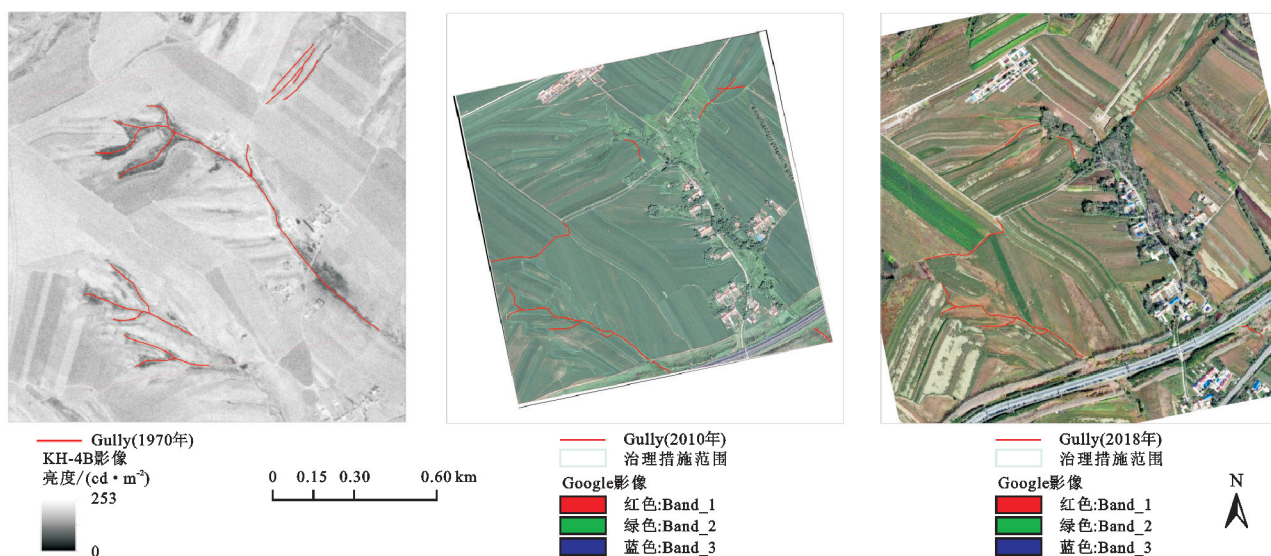 Gully(1970年)
KH-4B影像
亮度/(cd·m⁻²)
253
0
0 0.15 0.30 0.60 km
Gully(2010年)
治理措施范围
Google影像
红色:Band_1
绿色:Band_2
蓝色:Band_3
Gully(2018年)
治理措施范围
Google影像
红色:Band_1
绿色:Band_2
蓝色:Band_3
N